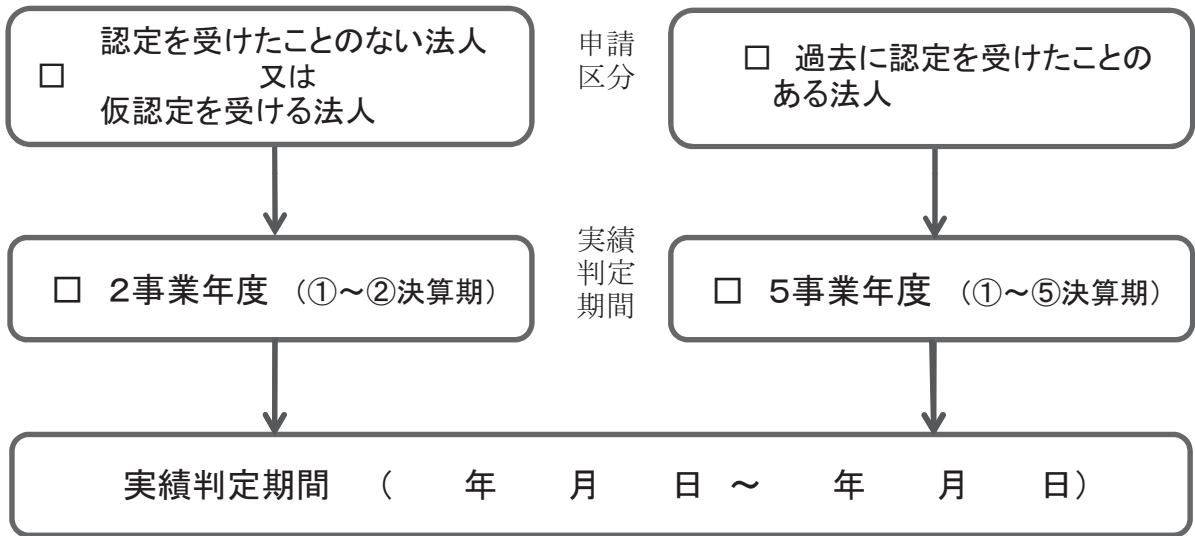 認定を受けたことのない法人
□ 又は
仮認定を受ける法人
申請
区分
□ 過去に認定を受けたことの
ある法人
□ 2事業年度 (①~②決算期)
実績
判定
期間
□ 5事業年度 (①~⑤決算期)
実績判定期間 ( 年 月 日 ~ 年 月 日)